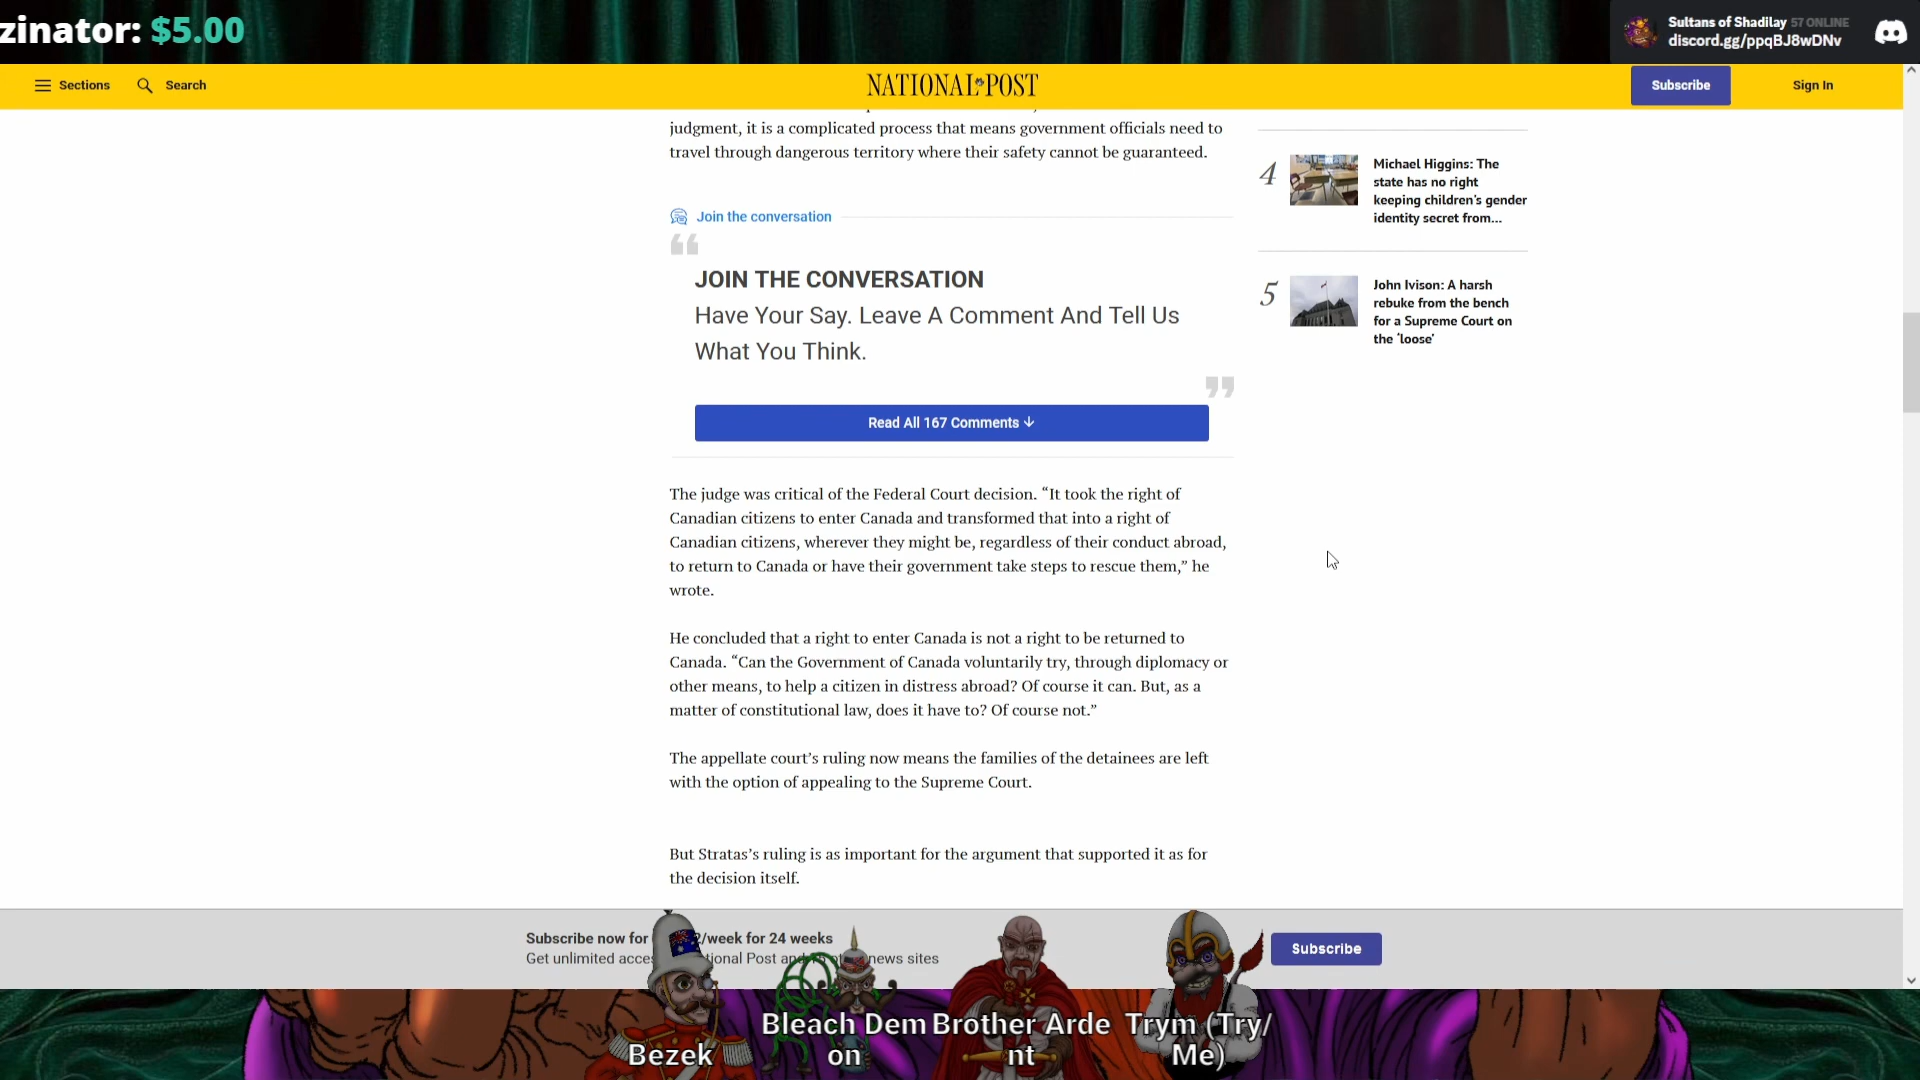 zinator: $5.00
Sultans of Shadilay 57 ONLINE
discord.gg/ppqBJ8wDNv
Sections
Search
NATIONAL POST
Subscribe
Sign In
judgment, it is a complicated process that means government officials need to
travel through dangerous territory where their safety cannot be guaranteed.
Join the conversation
JOIN THE CONVERSATION
Have Your Say. Leave A Comment And Tell Us
What You Think.
Read All 167 Comments
The judge was critical of the Federal Court decision. “It took the right of
Canadian citizens to enter Canada and transformed that into a right of
Canadian citizens, wherever they might be, regardless of their conduct abroad,
to return to Canada or have their government take steps to rescue them,” he
wrote.
He concluded that a right to enter Canada is not a right to be returned to
Canada. “Can the Government of Canada voluntarily try, through diplomacy or
other means, to help a citizen in distress abroad? Of course it can. But, as a
matter of constitutional law, does it have to? Of course not.”
The appellate court’s ruling now means the families of the detainees are left
with the option of appealing to the Supreme Court.
But Stratas’s ruling is as important for the argument that supported it as for
the decision itself.
4
Michael Higgins: The
state has no right
keeping children’s gender
identity secret from...
5
John Ivison: A harsh
rebuke from the bench
for a Supreme Court on
the ‘loose’
Subscribe now for /week for 24 weeks
Get unlimited news sites
Subscribe
Bezek
Bleach Dem
on
Brother Arde
nt
Trym (Try/
Me)